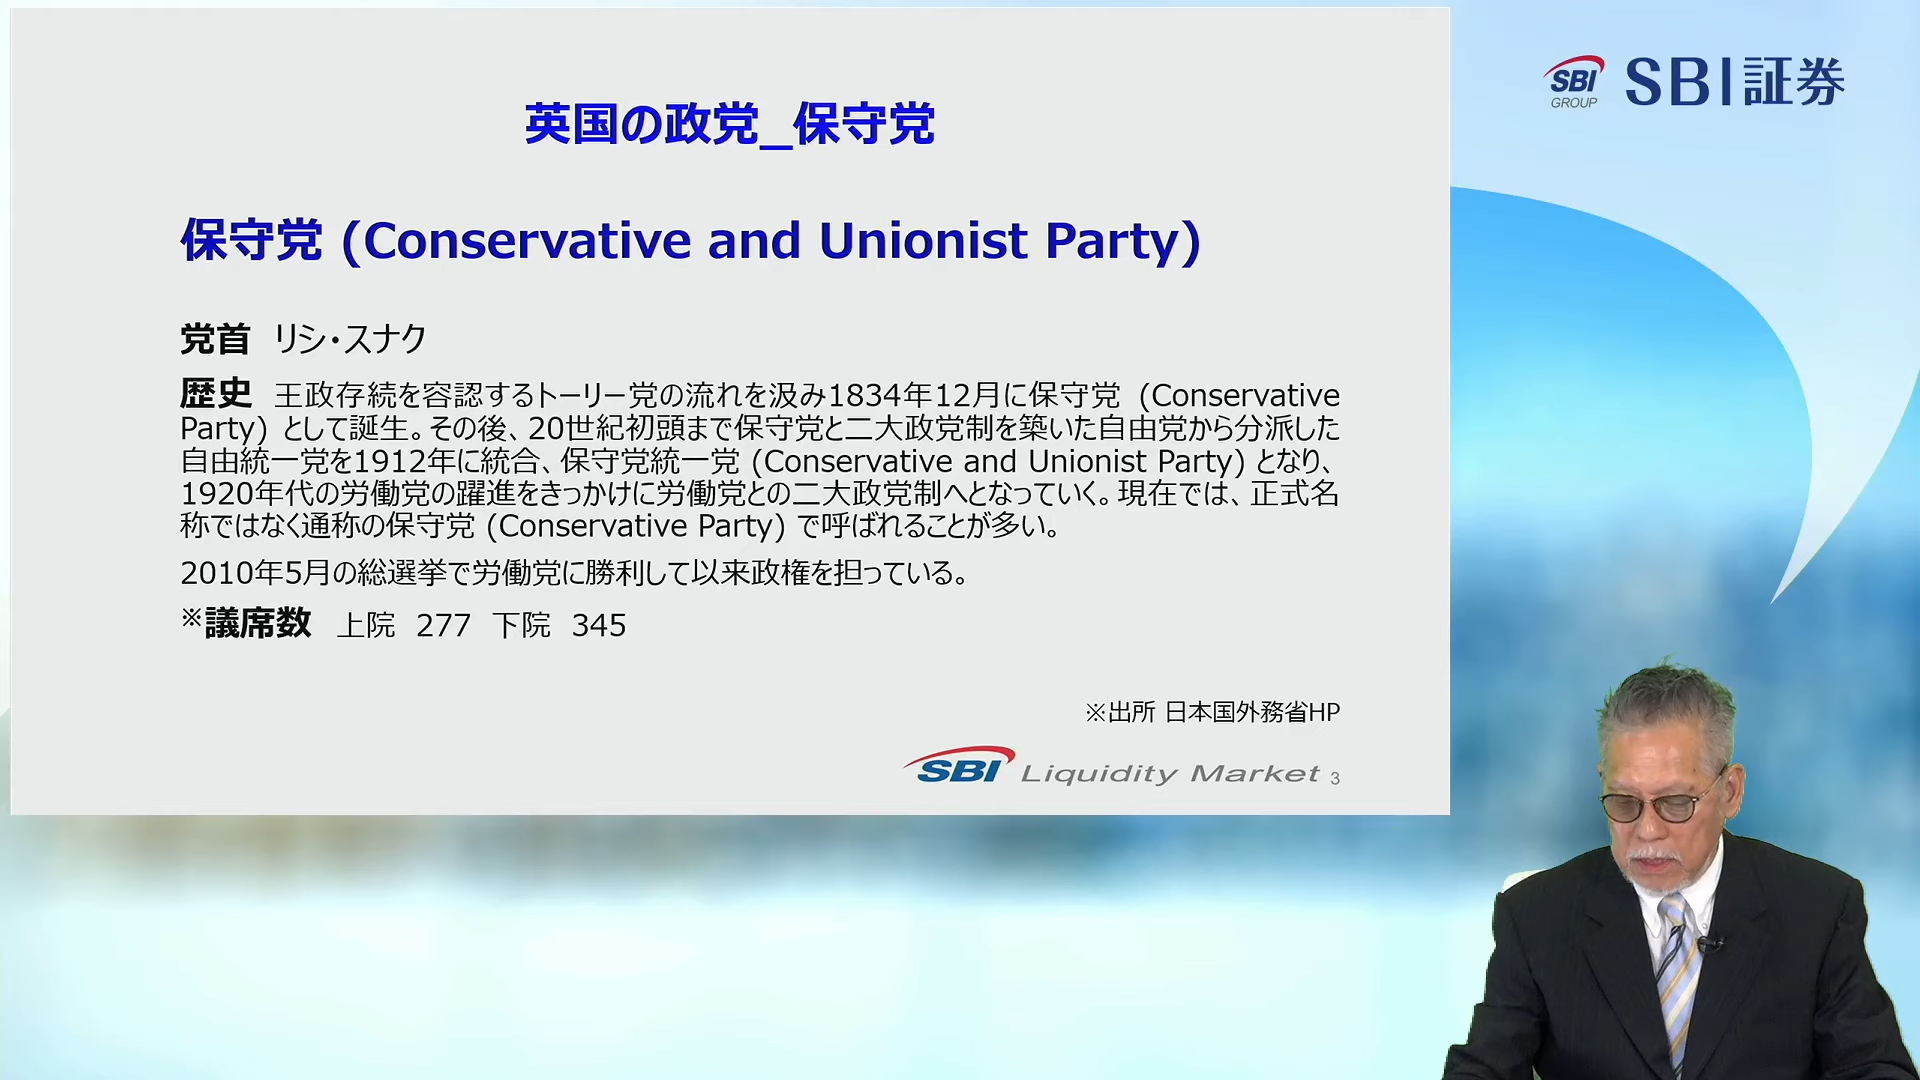 英国の政党_保守党
保守党 (Conservative and Unionist Party)
党首 リシ・スナク
歴史 王政存続を容認するトーリー党の流れを汲み1834年12月に保守党 (Conservative
Party) として誕生。その後、20世紀初頭まで保守党と二大政党制を築いた自由党から分派した
自由統一党を1912年に統合、保守党統一党 (Conservative and Unionist Party) となり、
1920年代の労働党の躍進をきっかけに労働党との二大政党制へとなっていく。現在では、正式名
称ではなく通称の保守党 (Conservative Party) で呼ばれることが多い。
2010年5月の総選挙で労働党に勝利して以来政権を担っている。
※議席数 上院 277 下院 345
※出所 日本国外務省HP
SBI Liquidity Market 3
SBI
GROUP
SBI証券